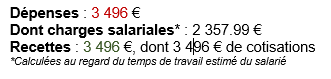 Dépenses : 3 496 €
Dont charges salariales* : 2 357.99 €
Recettes : 3 496 €, dont 3 496 € de cotisations
*Calculées au regard du temps de travail estimé du salarié